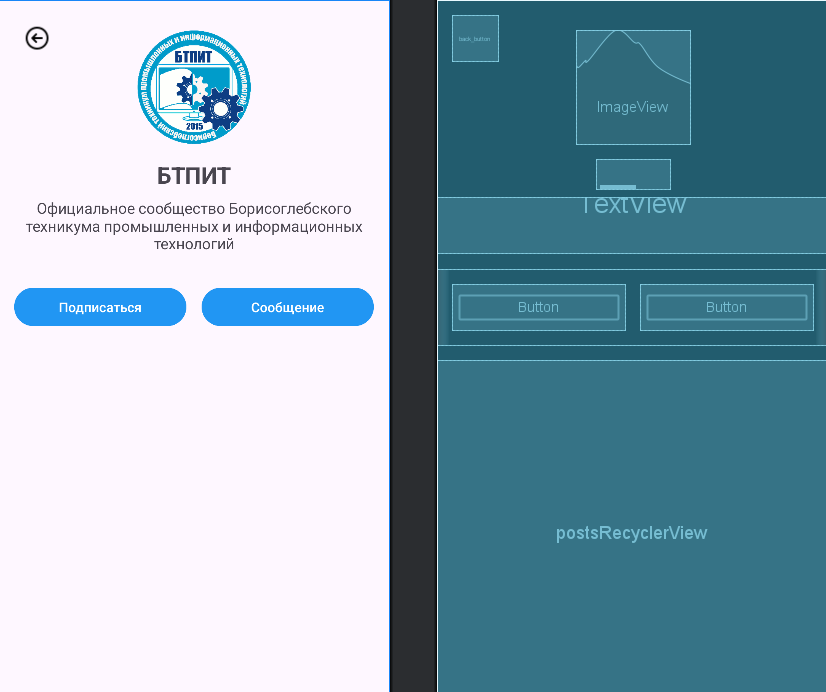 Борисоглебский техникум промышленных и информационных технологий
БТПИТ
2015
БТПИТ
Официальное сообщество Борисоглебского
техникума промышленных и информационных
технологий
Подписаться
Сообщение
back_button
ImageView
TextView
Button
Button
postsRecyclerView